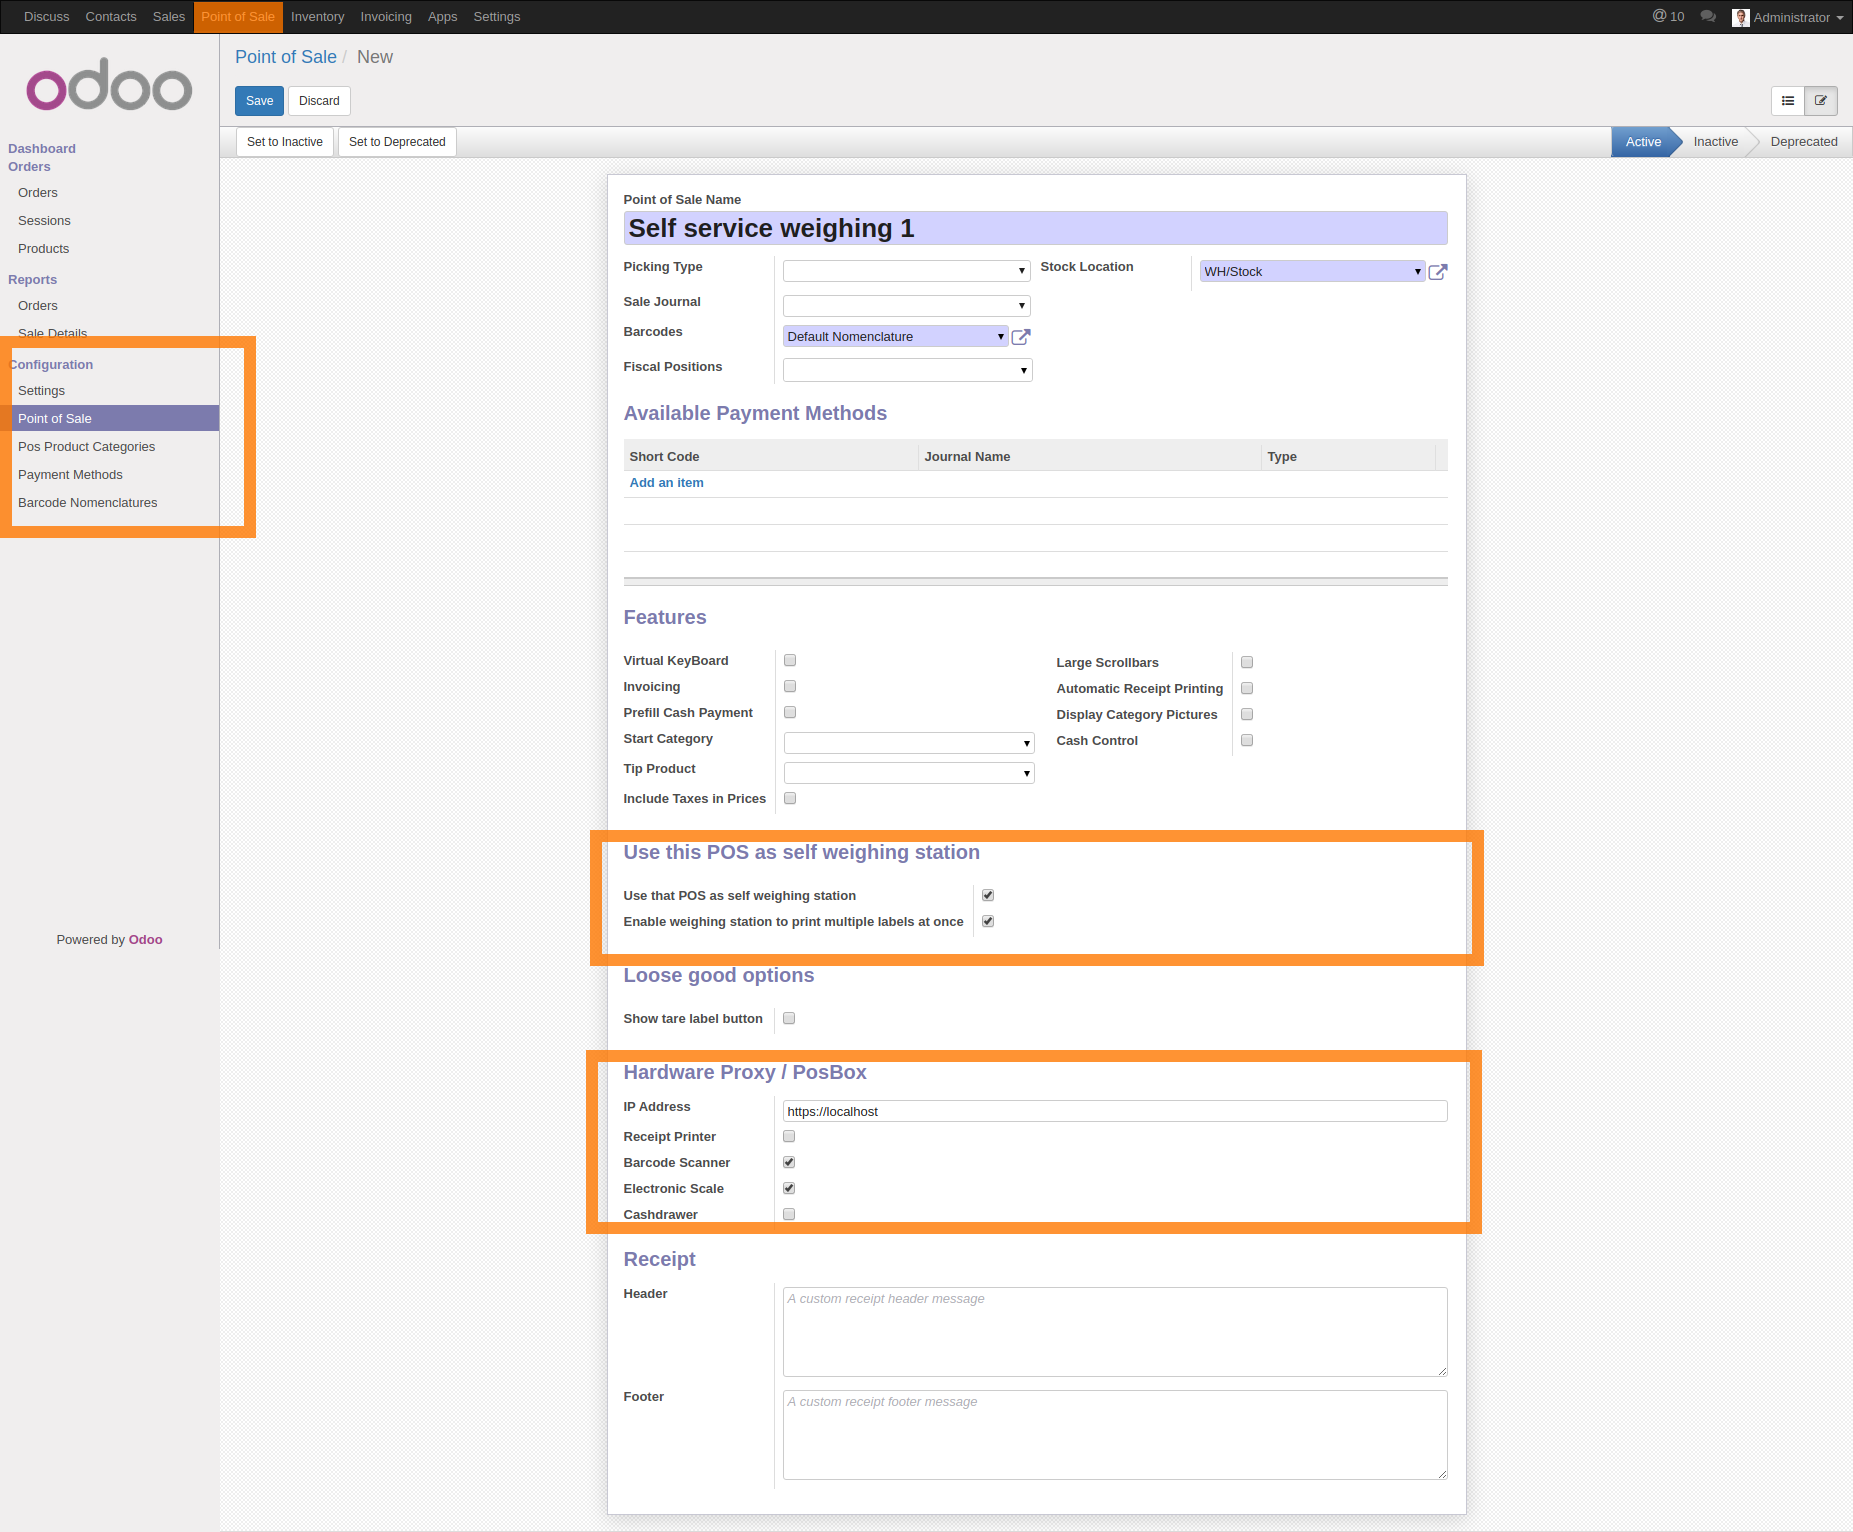 Discuss Contacts Sales Point of Sale Inventory Invoicing Apps Settings @ 10 Administrator
odoo
Point of Sale / New
Save Discard
Set to Inactive Set to Deprecated Active Inactive Deprecated
Dashboard
Orders
Orders
Sessions
Products
Reports
Orders
Sale Details
Configuration
Settings
Point of Sale
Pos Product Categories
Payment Methods
Barcode Nomenclatures
Powered by Odoo
Point of Sale Name
Self service weighing 1
Picking Type Stock Location WH/Stock
Sale Journal
Barcodes Default Nomenclature
Fiscal Positions
Available Payment Methods
Short Code Journal Name Type
Add an item
Features
Virtual KeyBoard Large Scrollbars
Invoicing Automatic Receipt Printing
Prefill Cash Payment Display Category Pictures
Start Category Cash Control
Tip Product
Include Taxes in Prices
Use this POS as self weighing station
Use that POS as self weighing station
Enable weighing station to print multiple labels at once
Loose good options
Show tare label button
Hardware Proxy / PosBox
IP Address https://localhost
Receipt Printer
Barcode Scanner
Electronic Scale
Cashdrawer
Receipt
Header A custom receipt header message
Footer A custom receipt footer message